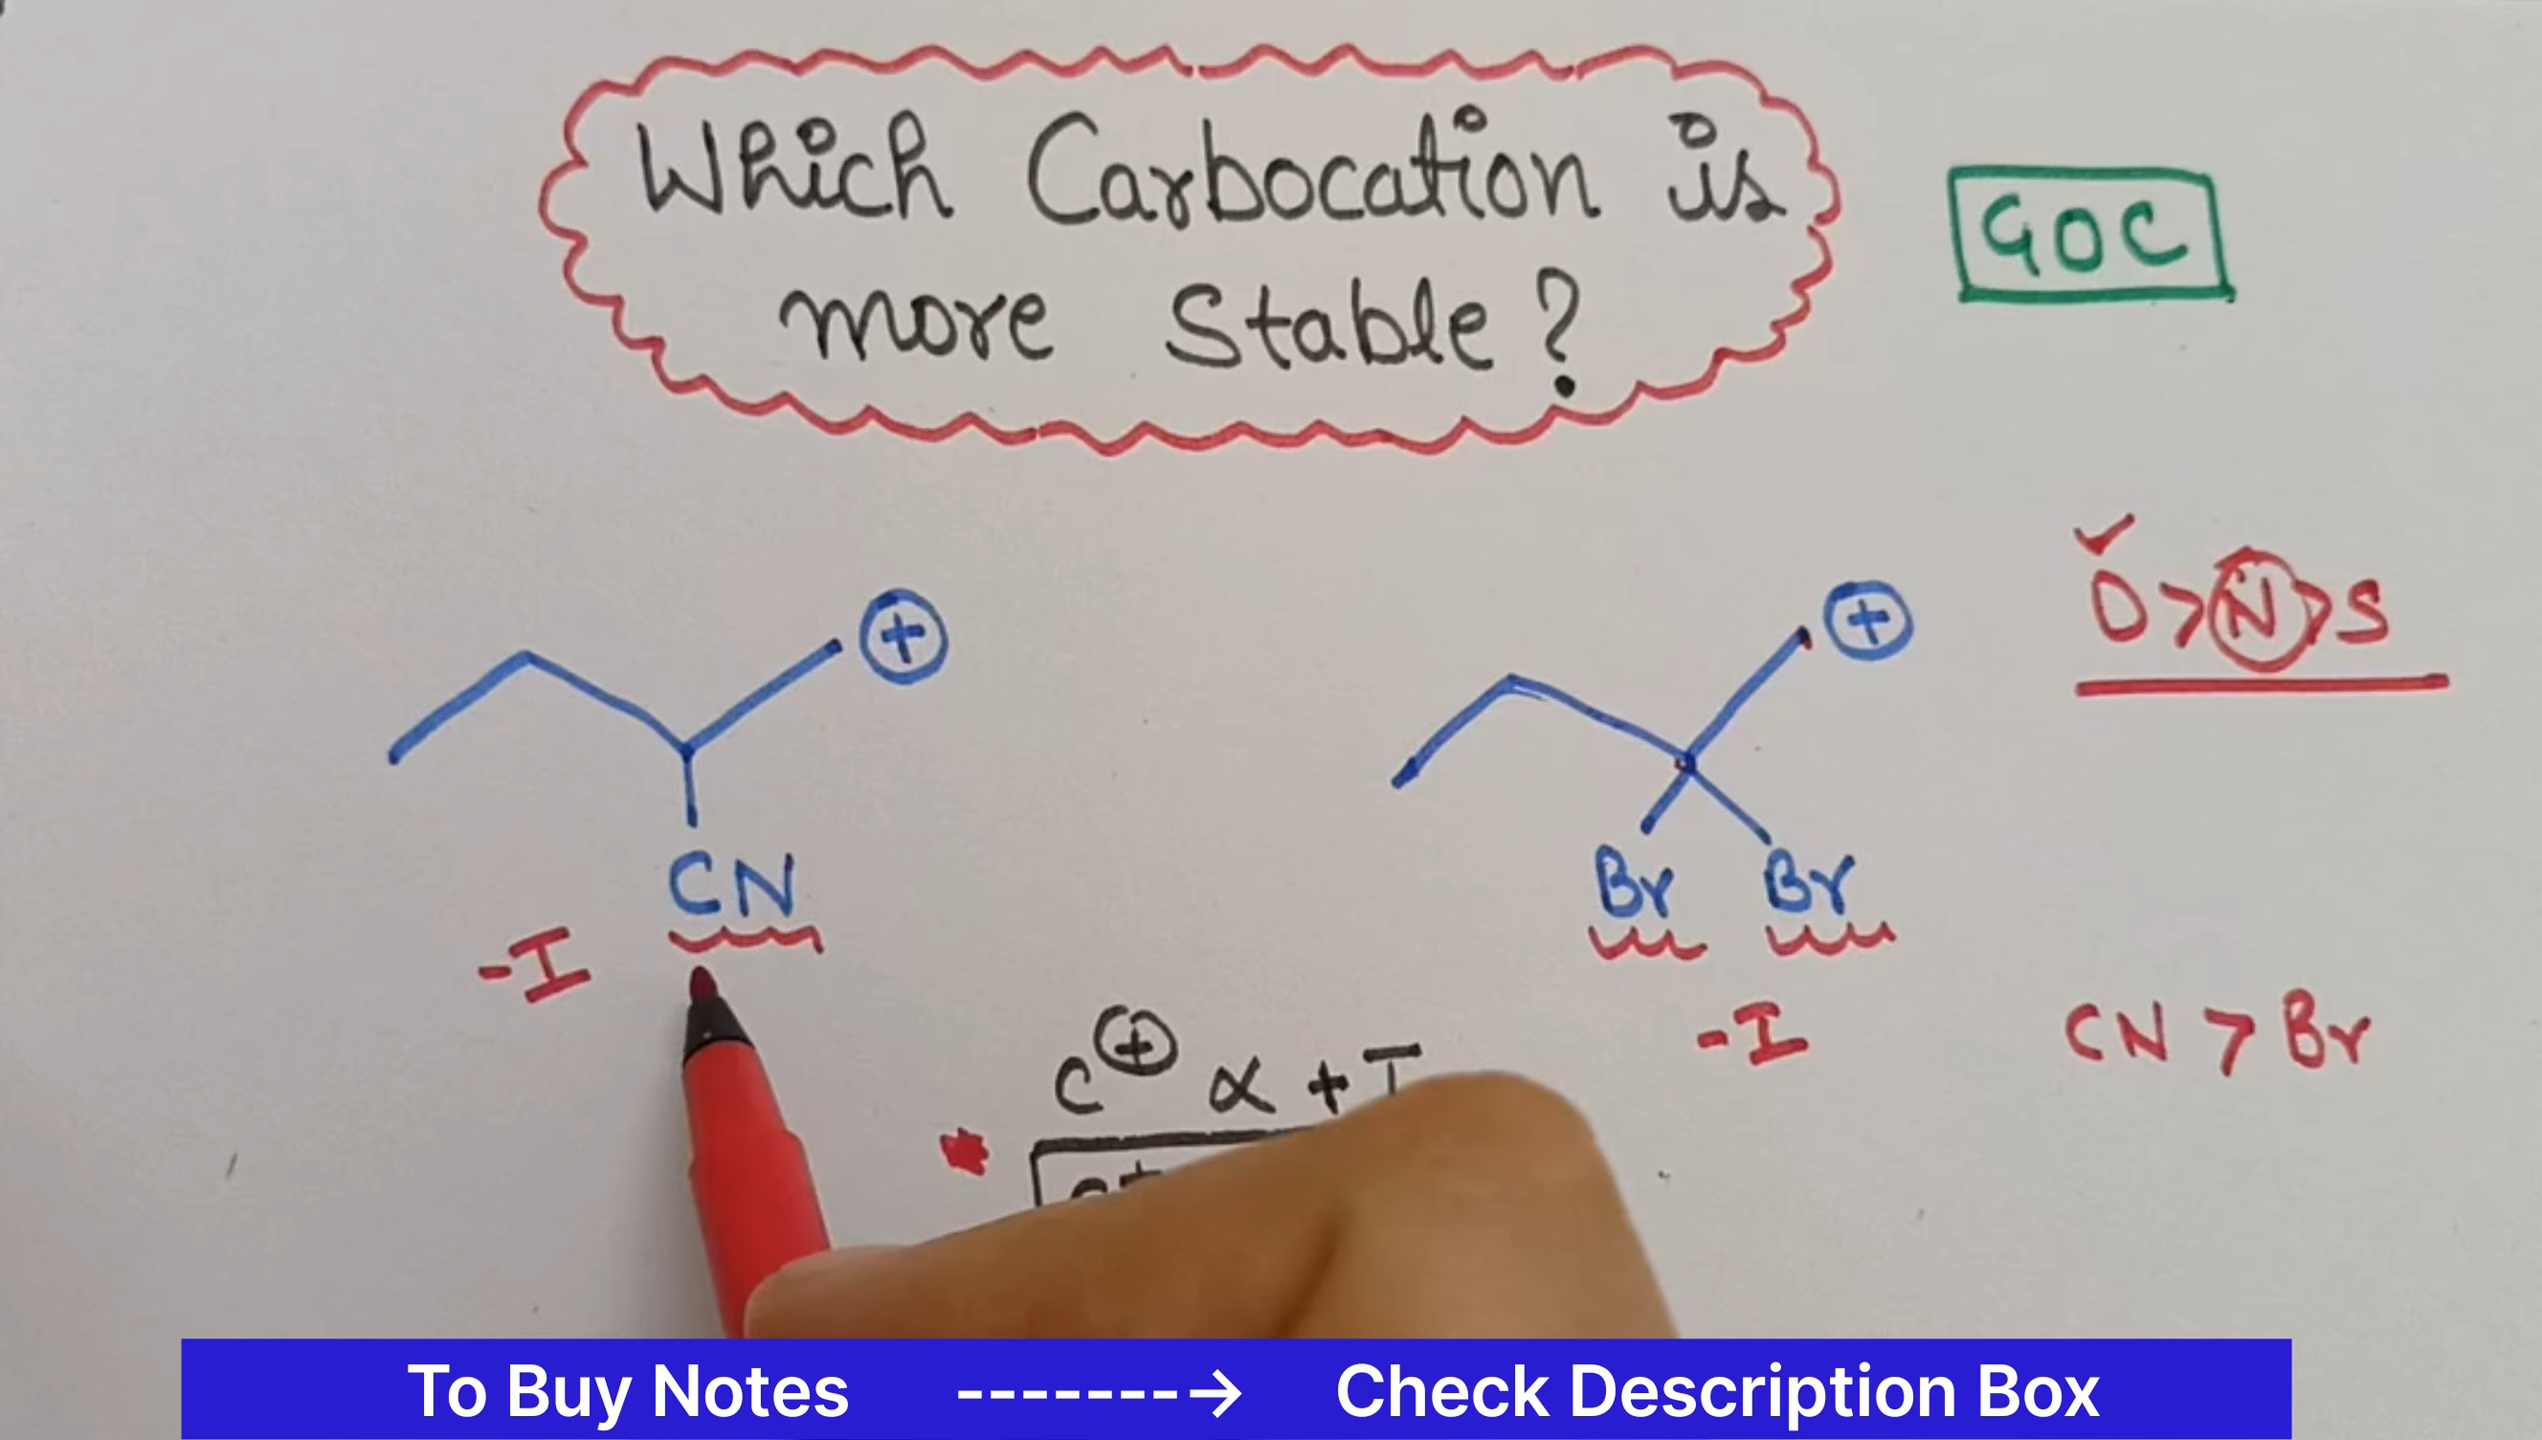 Which Carbocation is
more Stable?
GOC
O > N > S
⊕
⊕
CN
Br Br
-I
-I
CN > Br
C⊕ ∝ +I
To Buy Notes -------→ Check Description Box